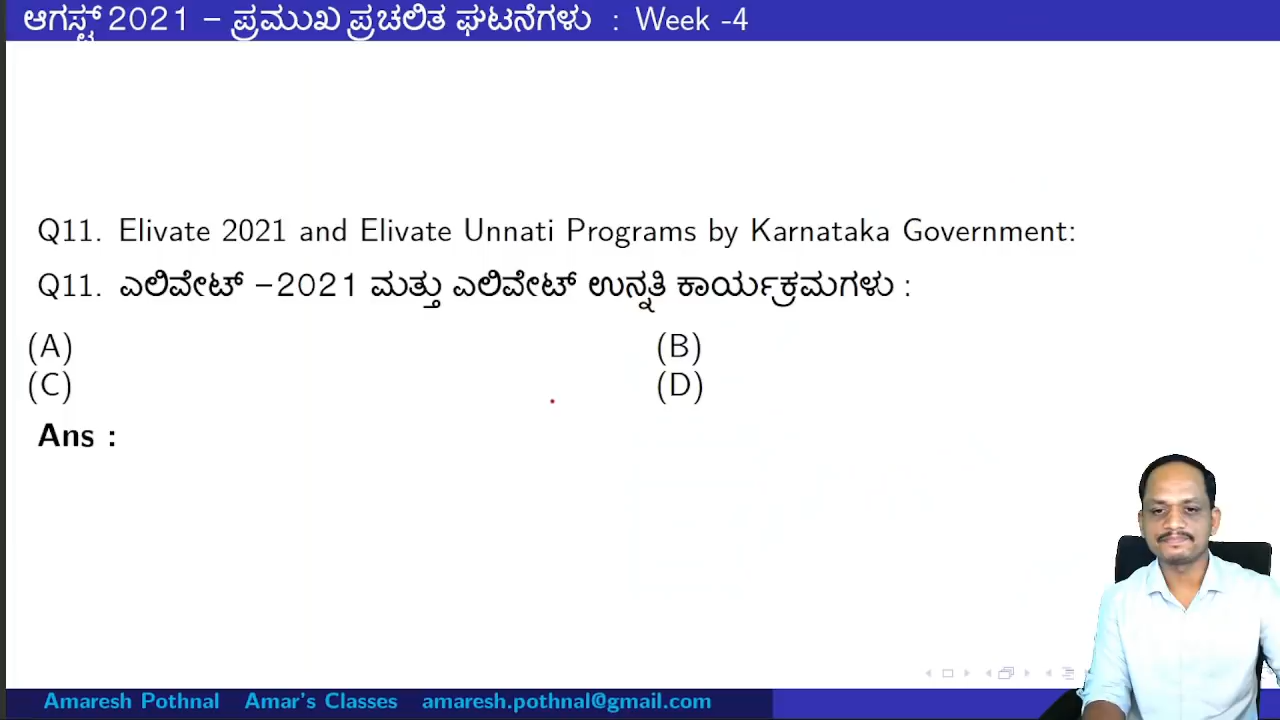 ಆಗಸ್ಟ್ 2021 – ಪ್ರಮುಖ ಪ್ರಚಲಿತ ಘಟನೆಗಳು : Week -4
Q11. Elivate 2021 and Elivate Unnati Programs by Karnataka Government:
Q11. ಎಲಿವೇಟ್ –2021 ಮತ್ತು ಎಲಿವೇಟ್ ಉನ್ನತಿ ಕಾರ್ಯಕ್ರಮಗಳು :
(A) (B)
(C) (D)
Ans :
Amaresh Pothnal Amar's Classes amaresh.pothnal@gmail.com